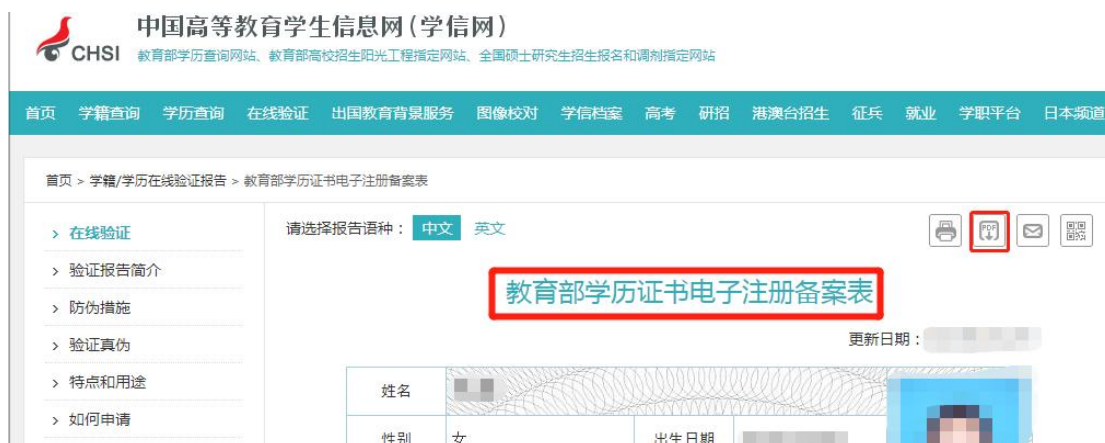 中国高等教育学生信息网(学信网)
CHSI 教育部学历查询网站、教育部高校招生阳光工程指定网站、全国硕士研究生招生报名和调剂指定网站
首页 学籍查询 学历查询 在线验证 出国教育背景服务 图像校对 学信档案 高考 研招 港澳台招生 征兵 就业 学职平台 日本频道
首页 > 学籍/学历在线验证报告 > 教育部学历证书电子注册备案表
> 在线验证
请选择报告语种: 中文 英文
PDF
> 验证报告简介
教育部学历证书电子注册备案表
> 防伪措施
> 验证真伪
更新日期:
> 特点和用途
姓名
> 如何申请
性别 女 出生日期